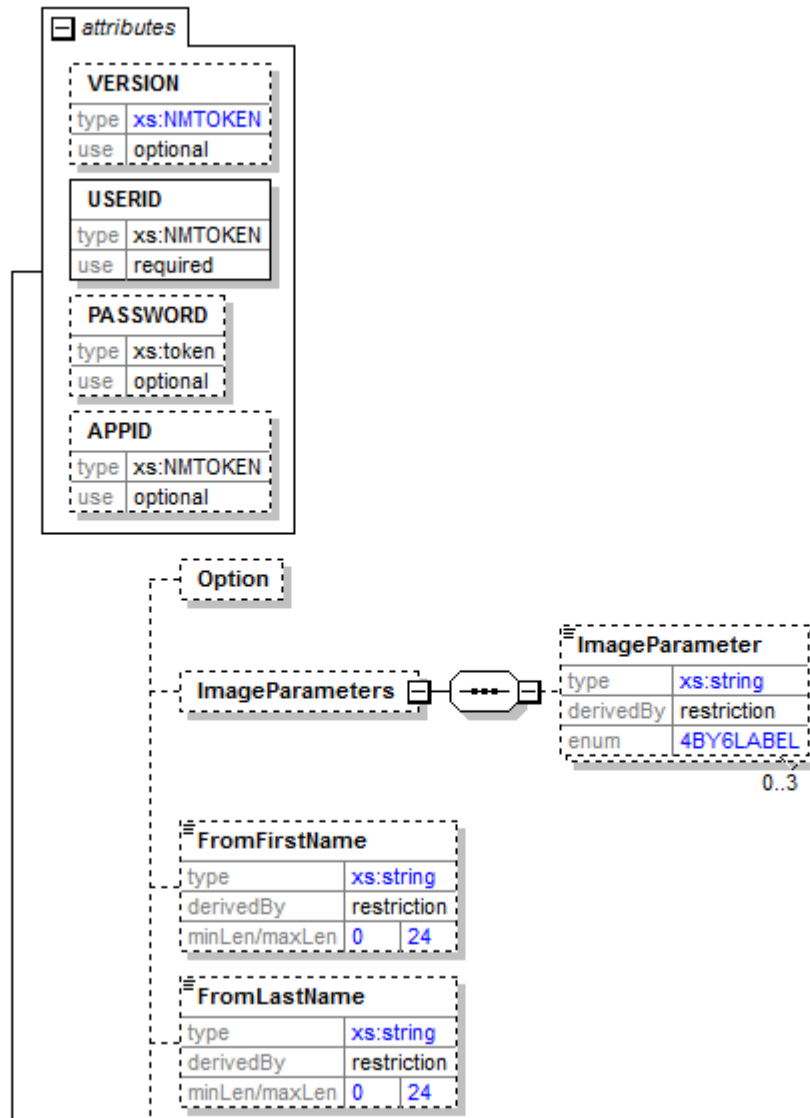 attributes
VERSION
type xs:NMTOKEN
use optional
USERID
type xs:NMTOKEN
use required
PASSWORD
type xs:token
use optional
APPID
type xs:NMTOKEN
use optional
Option
ImageParameters
ImageParameter
type xs:string
derivedBy restriction
enum 4BY6LABEL
0..3
FromFirstName
type xs:string
derivedBy restriction
minLen/maxLen 0 24
FromLastName
type xs:string
derivedBy restriction
minLen/maxLen 0 24